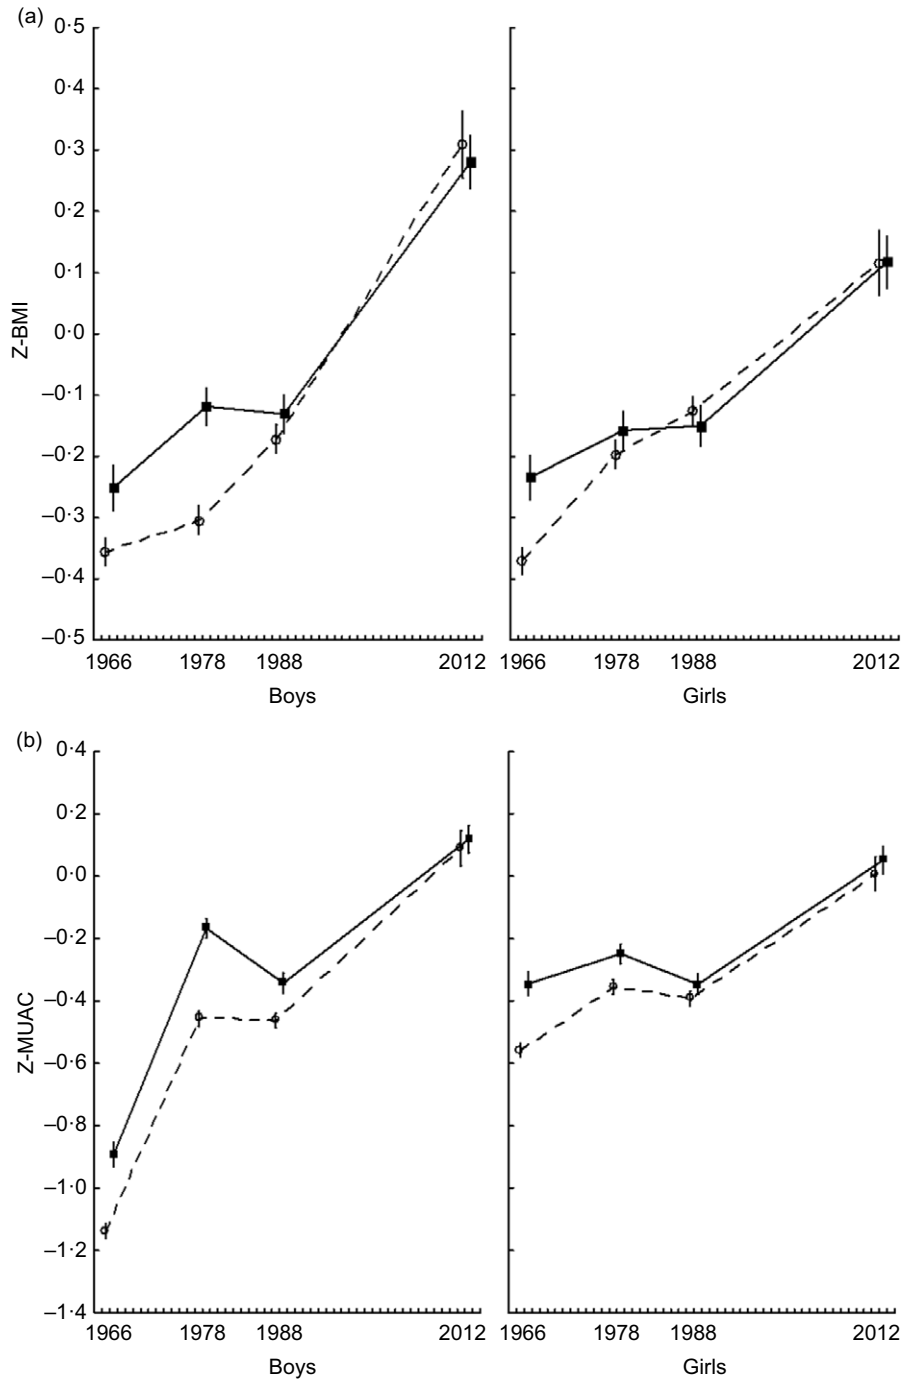 (a)
0·5
0·4
0·3
0·2
0·1
0·0
–0·1
–0·2
–0·3
–0·4
–0·5
Z-BMI
1966 1978 1988 2012
Boys
1966 1978 1988 2012
Girls
(b)
0·4
0·2
0·0
–0·2
–0·4
–0·6
–0·8
–1·0
–1·2
–1·4
Z-MUAC
1966 1978 1988 2012
Boys
1966 1978 1988 2012
Girls